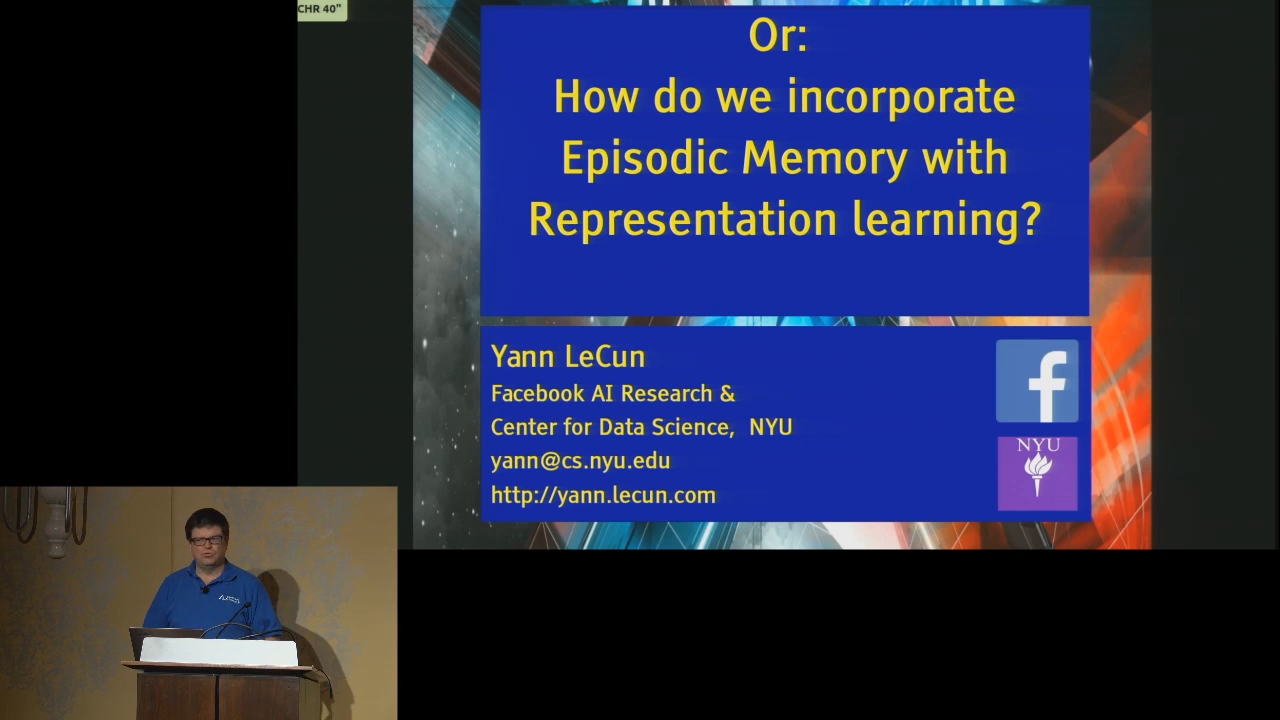 CHR 40"
Or:
How do we incorporate
Episodic Memory with
Representation learning?
Yann LeCun
Facebook AI Research &
Center for Data Science, NYU
yann@cs.nyu.edu
http://yann.lecun.com
f
NYU